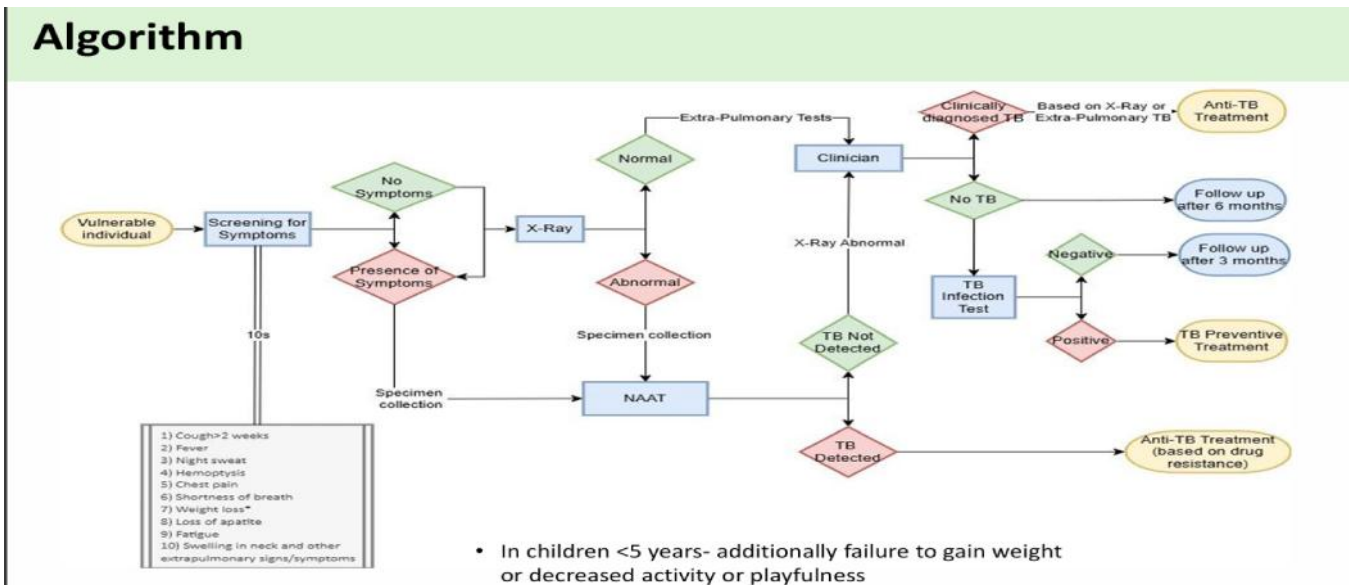 Algorithm
Extra-Pulmonary Tests
Clinically
diagnosed TB
Based on X-Ray or
Extra-Pulmonary TB
Anti-TB
Treatment
Normal
Clinician
No
Symptoms
No TB
Follow up
after 6 months
Vulnerable
individual
Screening for
Symptoms
X-Ray
X-Ray Abnormal
Negative
Follow up
after 3 months
Presence of
Symptoms
Abnormal
TB
Infection
Test
10s
Specimen collection
TB Not
Detected
Positive
TB Preventive
Treatment
Specimen
collection
NAAT
TB
Detected
Anti-TB Treatment
(based on drug
resistance)
1) Cough>2 weeks
2) Fever
3) Night sweat
4) Hemoptysis
5) Chest pain
6) Shortness of breath
7) Weight loss*
8) Loss of apatite
9) Fatigue
10) Swelling in neck and other
extrapulmonary signs/symptoms
• In children <5 years- additionally failure to gain weight
or decreased activity or playfulness